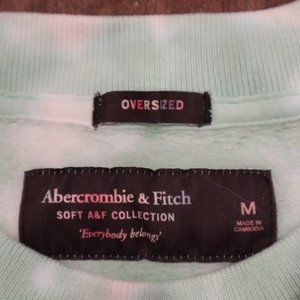 OVERSIZED
Abercrombie & Fitch
SOFT A&F COLLECTION
'Everybody belongs'
M
MADE IN
CAMBODIA